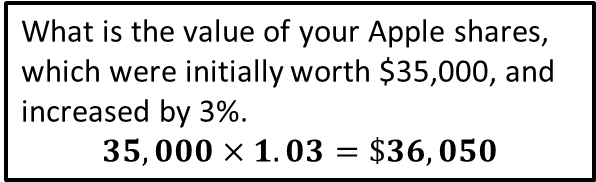 What is the value of your Apple shares,
which were initially worth $35,000, and
increased by 3%.
35,000 × 1.03 = $36,050